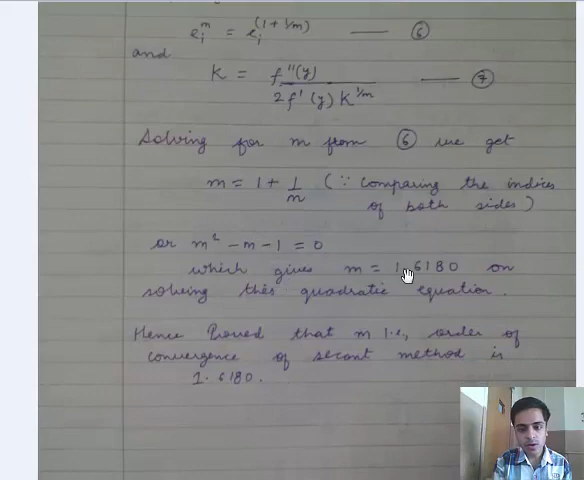 e_i^m = e_i^(1 + 1/m) —— ⑥
and
K = f''(y) / 2f'(y) K^1/m —— ⑦
Solving for m from ⑥ we get
m = 1 + 1/m (∵ Comparing the indices
of both sides)
or m² - m - 1 = 0
which gives m = 1.6180 on
solving this quadratic equation.
Hence Proved that m i.e., order of
convergence of secant method is
1.6180.